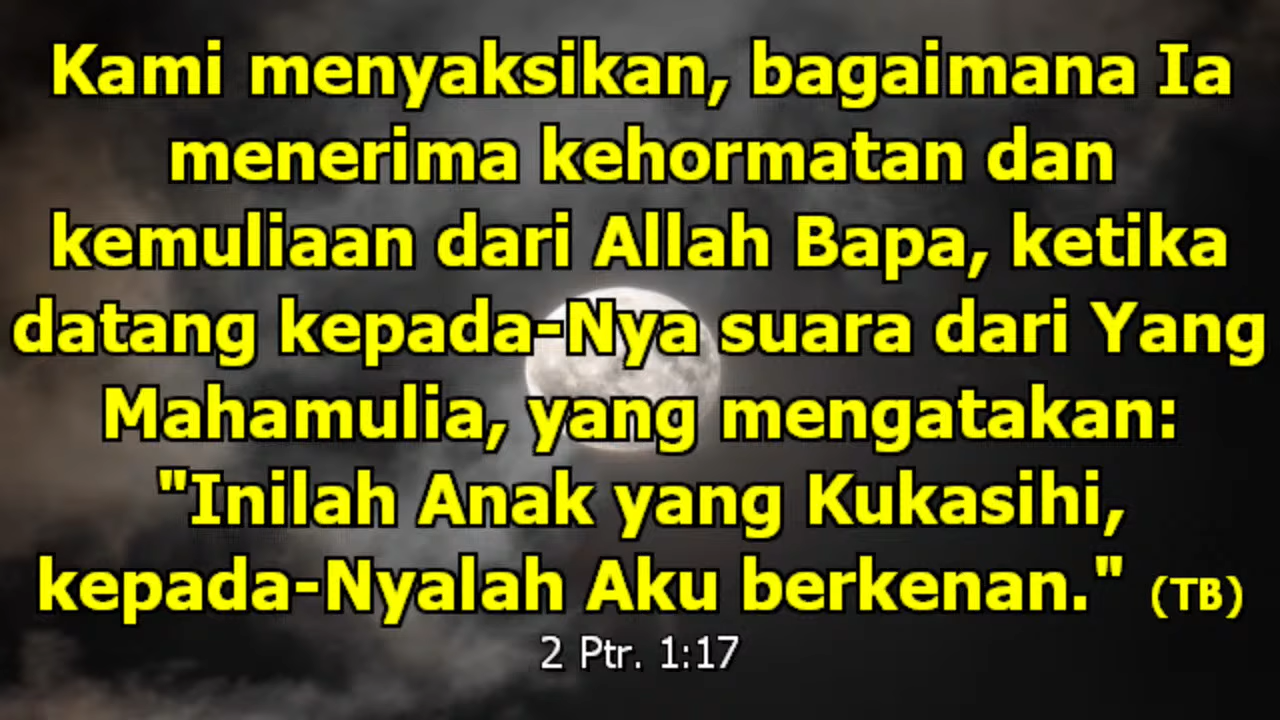 Kami menyaksikan, bagaimana Ia
menerima kehormatan dan
kemuliaan dari Allah Bapa, ketika
datang kepada-Nya suara dari Yang
Mahamulia, yang mengatakan:
"Inilah Anak yang Kukasihi,
kepada-Nyalah Aku berkenan." (TB)
2 Ptr. 1:17